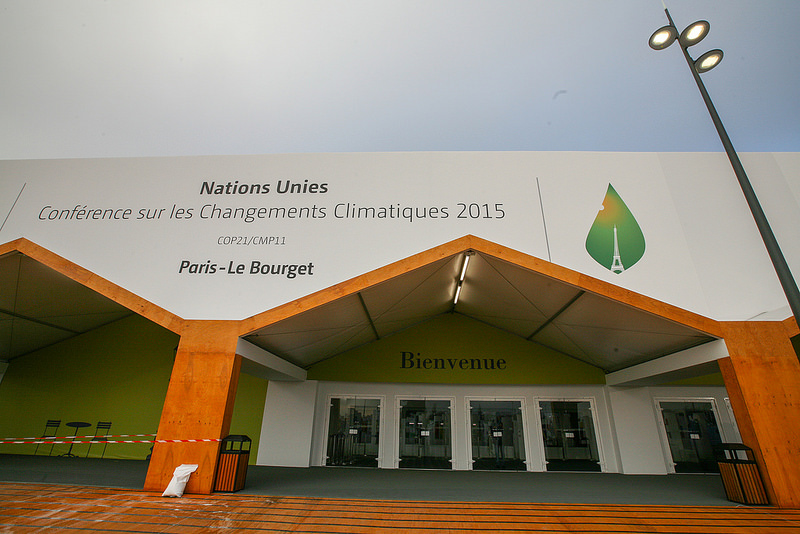 Nations Unies
Conférence sur les Changements Climatiques 2015
COP21/CMP11
Paris-Le Bourget
Bienvenue